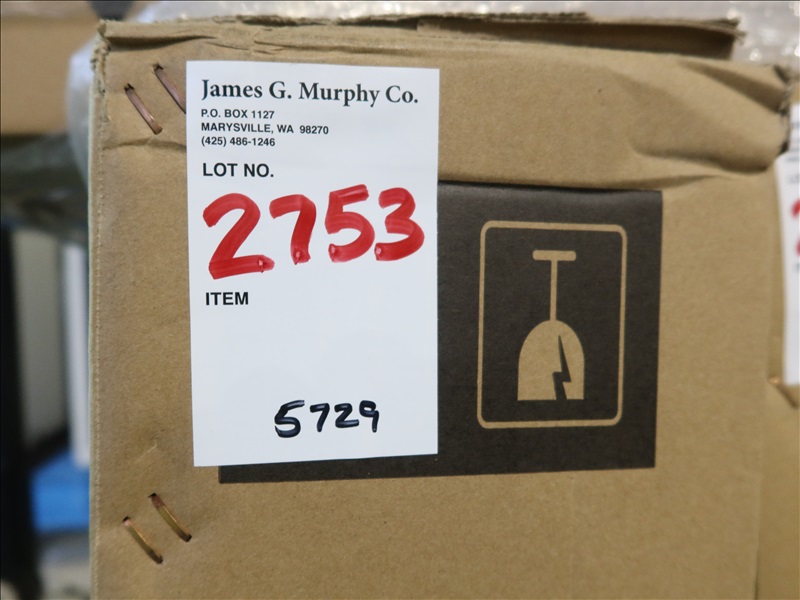 James G. Murphy Co.
P.O. BOX 1127
MARYSVILLE, WA 98270
(425) 486-1246
LOT NO.
2753
ITEM
5729